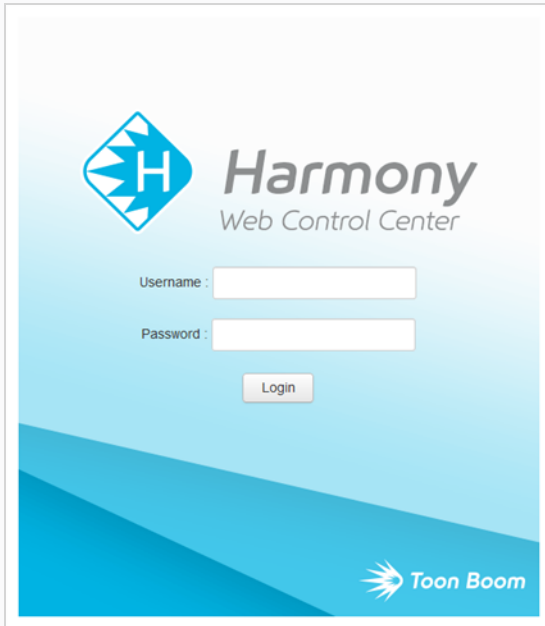 H
Harmony
Web Control Center
Username :
Password :
Login
Toon Boom